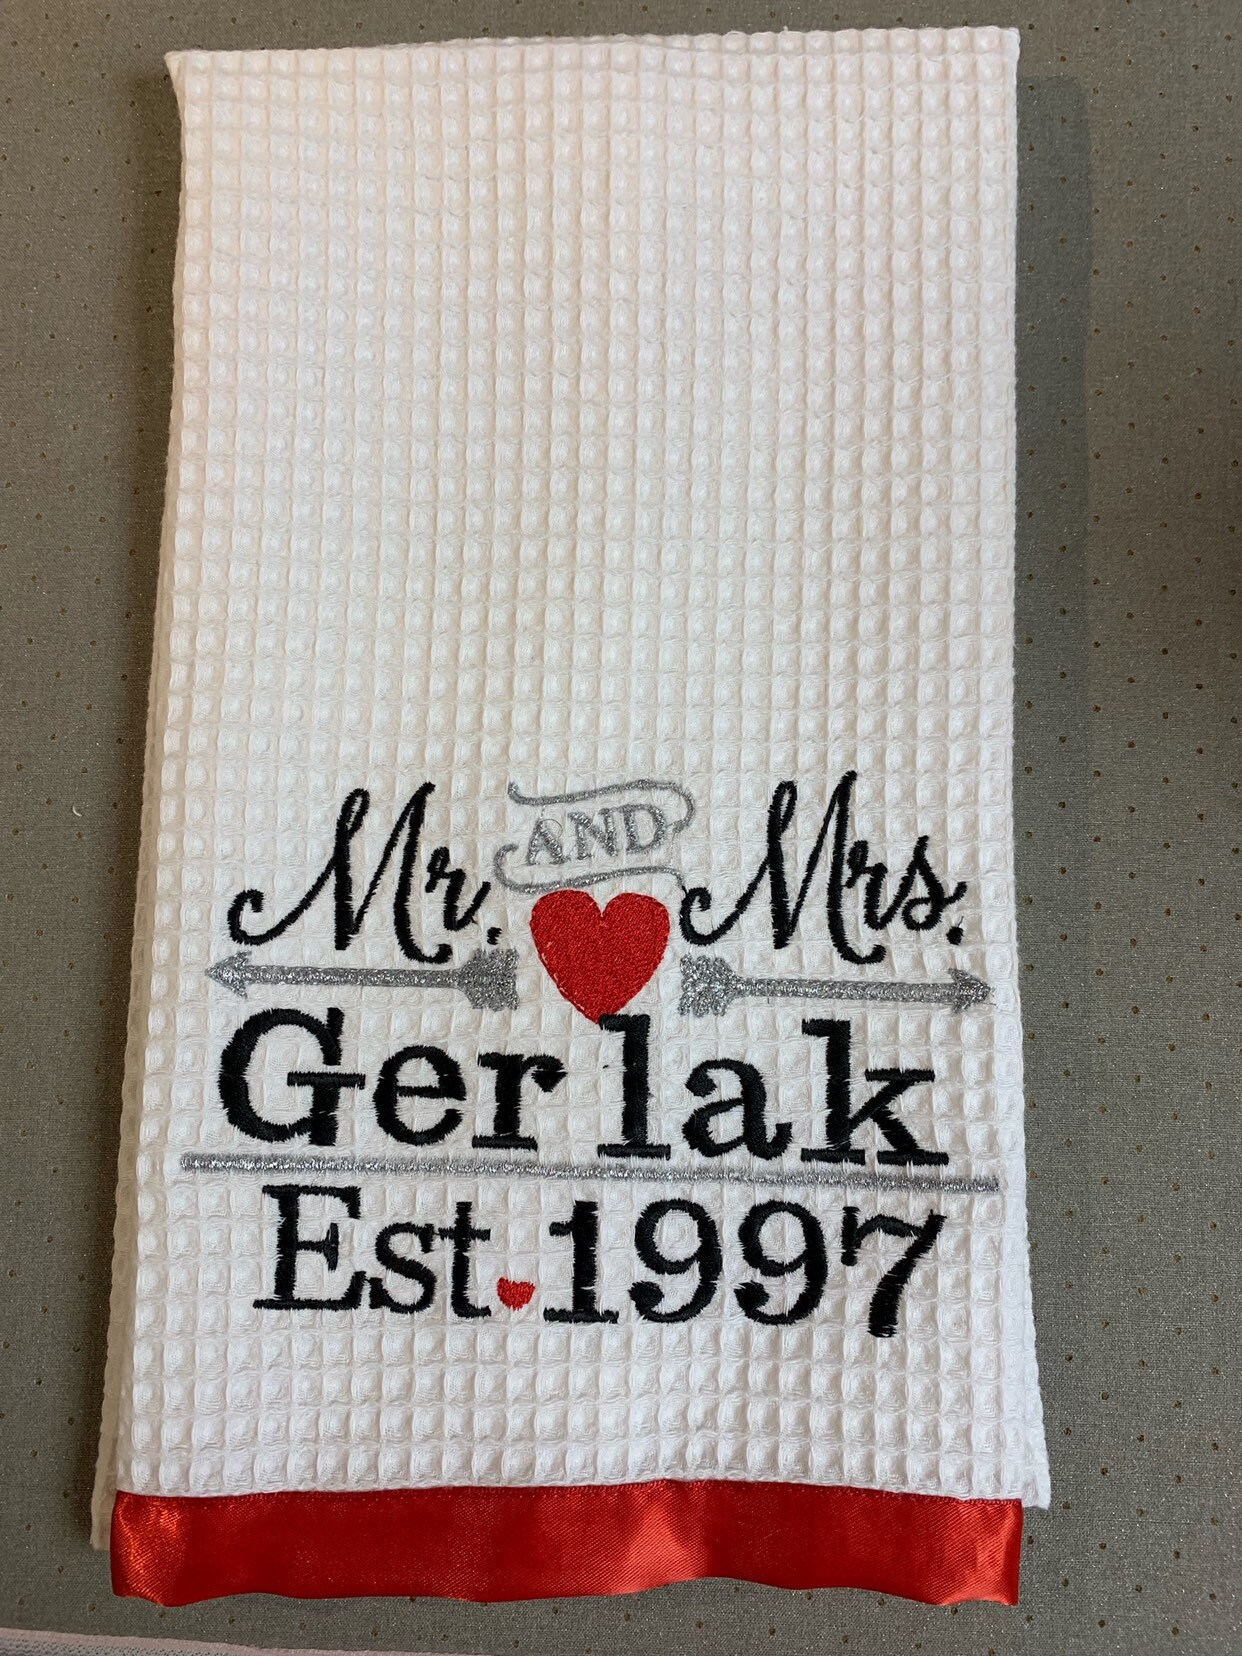 Mr. AND Mrs.
Gerlak
Est. 1997